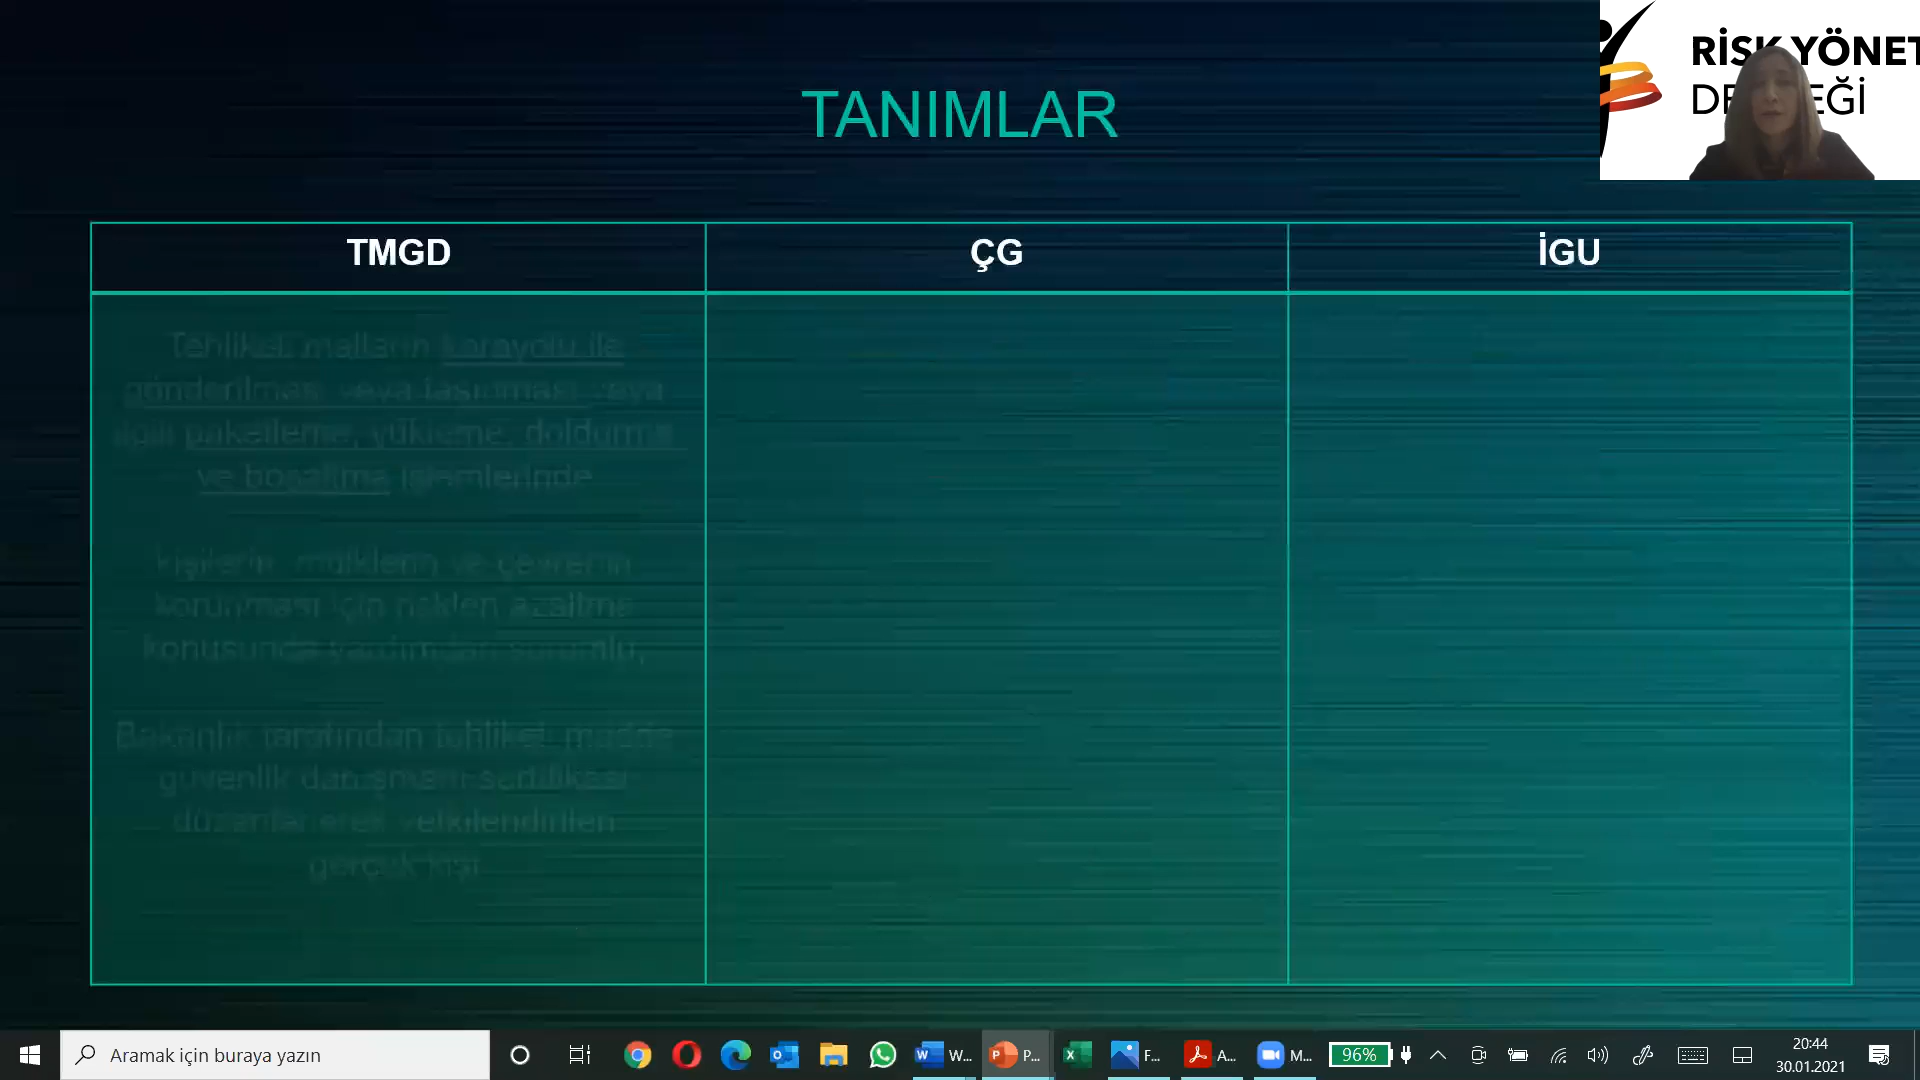 RİSK YÖNET
DE EĞİ
TANIMLAR
TMGD
ÇG
İGU
Tehlikeli malların karayolu ile
gönderilmesi veya taşınması veya
ilgili paketleme, yükleme, doldurma
ve boşaltma işlemlerinde
kişilerin, mülklerin ve çevrenin
korunması için riskleri azaltma
konusunda yardımdan sorumlu,
Bakanlık tarafından tehlikeli madde
güvenlik danışmanı sertifikası
düzenlenerek yetkilendirilen
gerçek kişi
Aramak için buraya yazın
W...
P...
F...
A...
M...
96%
20:44
30.01.2021